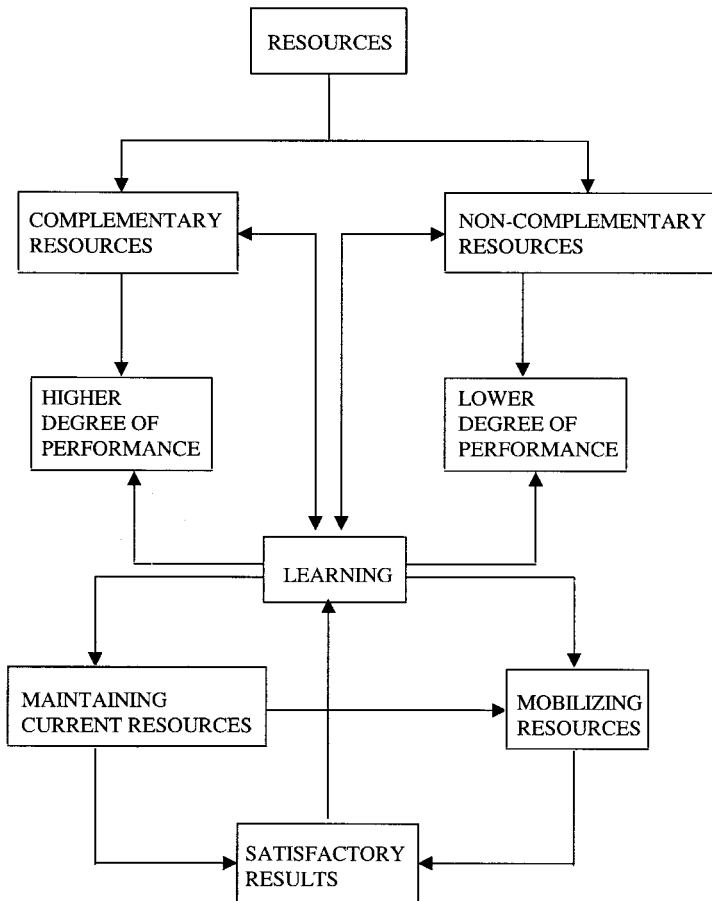 RESOURCES
COMPLEMENTARY
RESOURCES
NON-COMPLEMENTARY
RESOURCES
HIGHER
DEGREE OF
PERFORMANCE
LOWER
DEGREE OF
PERFORMANCE
LEARNING
MAINTAINING
CURRENT RESOURCES
MOBILIZING
RESOURCES
SATISFACTORY
RESULTS